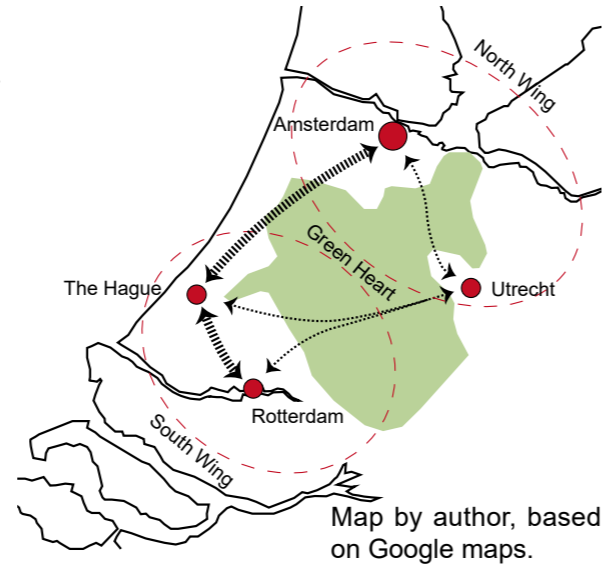 North Wing
Amsterdam
Green Heart
The Hague
Utrecht
Rotterdam
South Wing
Map by author, based
on Google maps.